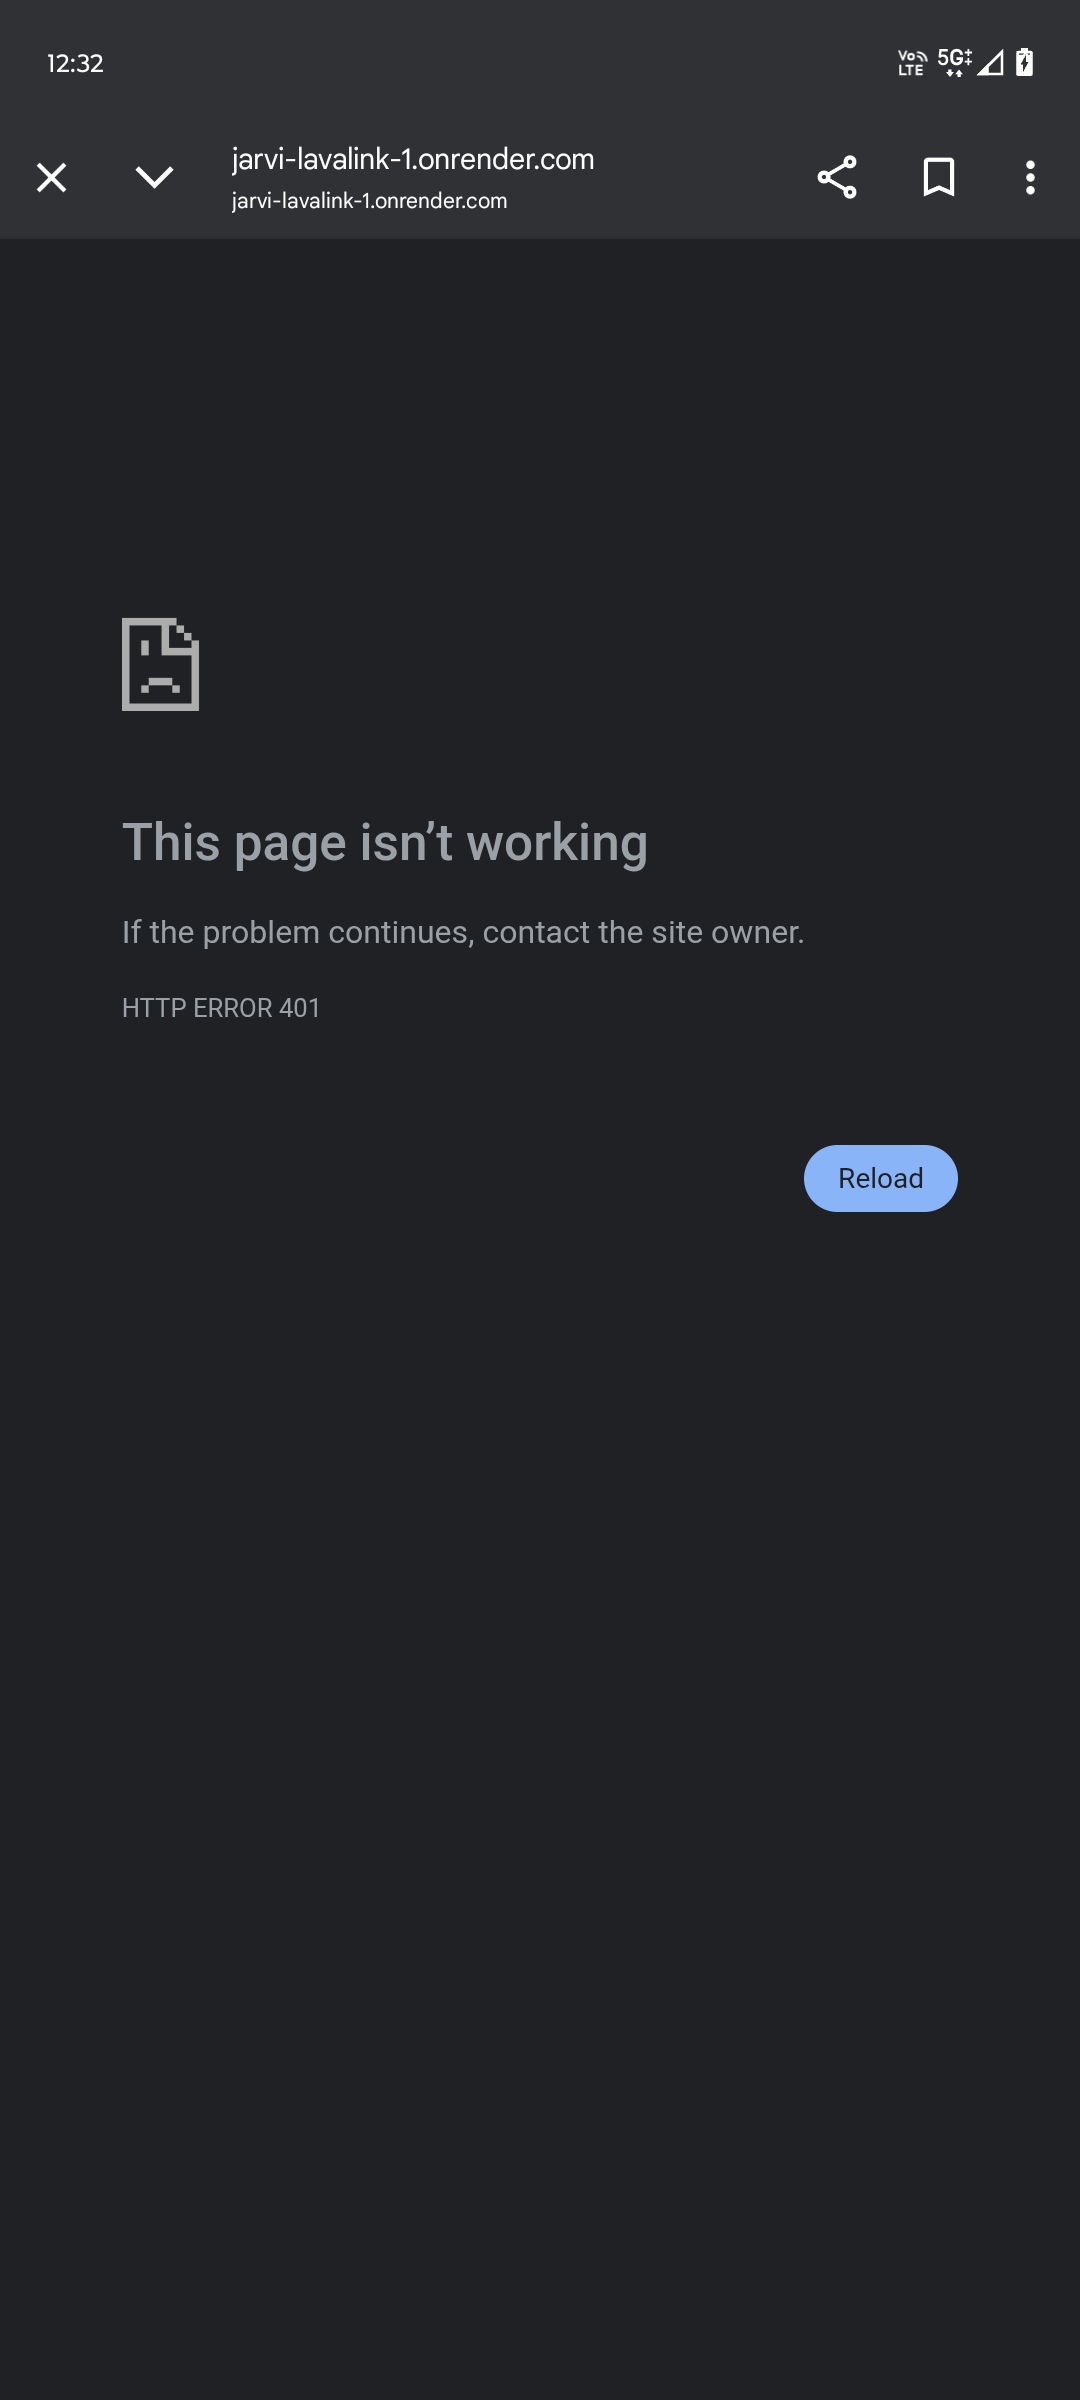 12:32
Vo LTE 5G++
jarvi-lavalink-1.onrender.com
jarvi-lavalink-1.onrender.com
This page isn’t working
If the problem continues, contact the site owner.
HTTP ERROR 401
Reload